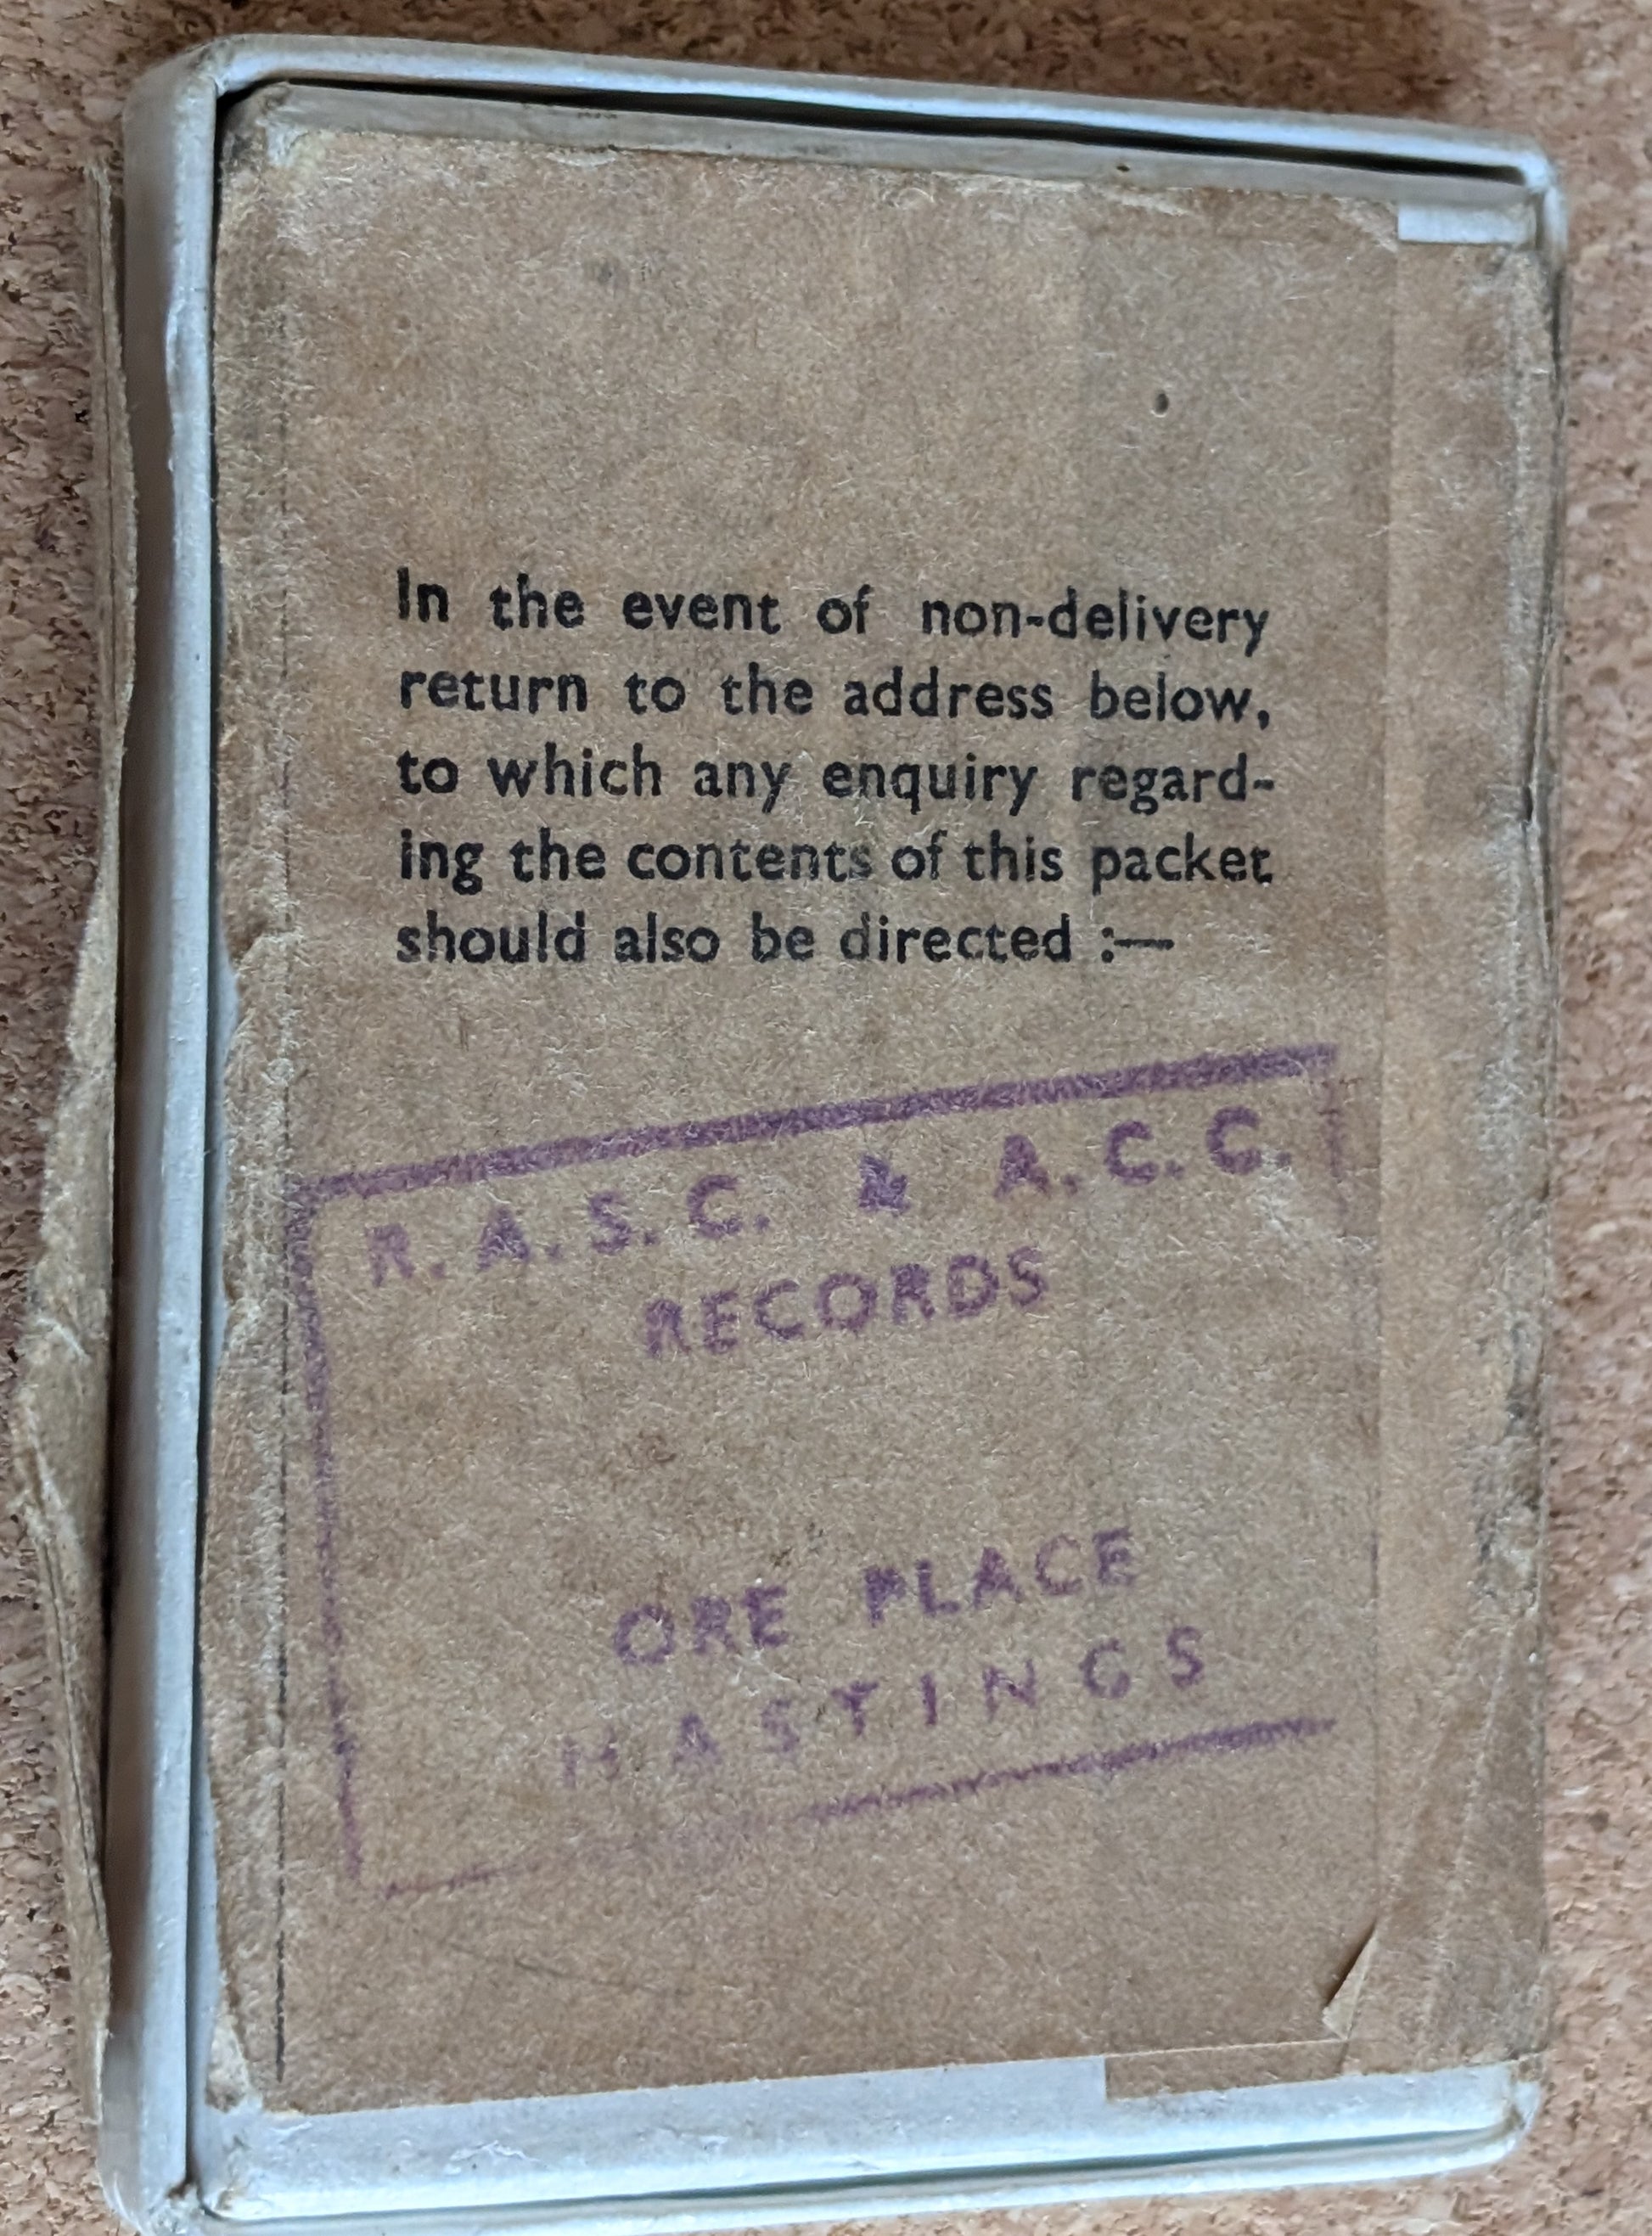 In the event of non-delivery
return to the address below,
to which any enquiry regard-
ing the contents of this packet
should also be directed :—
R.A.S.C. & A.C.C.
RECORDS
ORE PLACE
HASTINGS